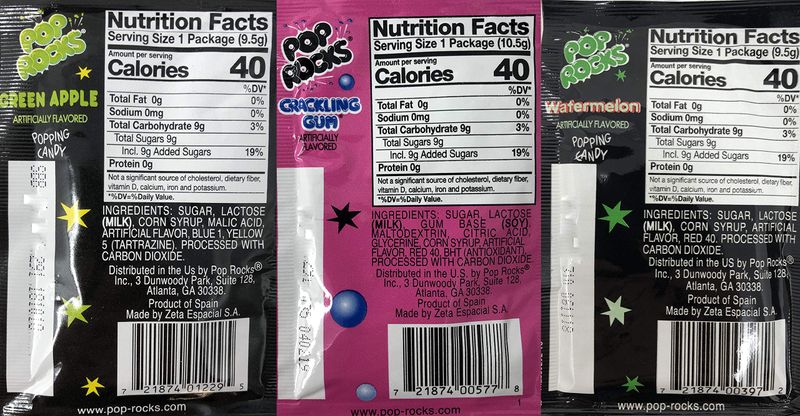 POP
ROCKS®
GREEN APPLE
ARTIFICIALLY FLAVORED
POPPING
CANDY
Nutrition Facts
Serving Size 1 Package (9.5g)
Amount per serving
Calories 40
%DV*
Total Fat 0g 0%
Sodium 0mg 0%
Total Carbohydrate 9g 3%
Total Sugars 9g
Incl. 9g Added Sugars 19%
Protein 0g
Not a significant source of cholesterol, dietary fiber,
vitamin D, calcium, iron and potassium.
*%DV=%Daily Value.
INGREDIENTS: SUGAR, LACTOSE
(MILK), CORN SYRUP, MALIC ACID,
ARTIFICIAL FLAVOR, BLUE 1, YELLOW
5 (TARTRAZINE). PROCESSED WITH
CARBON DIOXIDE.
Distributed in the US by Pop Rocks®
Inc., 3 Dunwoody Park, Suite 128,
Atlanta, GA 30338.
Product of Spain
Made by Zeta Espacial S.A.
7 21874 01229 5
www.pop-rocks.com
POP
ROCKS®
CRACKLING
GUM
ARTIFICIALLY
FLAVORED
Nutrition Facts
Serving Size 1 Package (10.5g)
Amount per serving
Calories 40
%DV*
Total Fat 0g 0%
Sodium 0mg 0%
Total Carbohydrate 9g 3%
Total Sugars 9g
Incl. 9g Added Sugars 19%
Protein 0g
Not a significant source of cholesterol, dietary fiber,
vitamin D, calcium, iron and potassium.
*%DV=%Daily Value.
INGREDIENTS: SUGAR, LACTOSE
(MILK) GUM BASE (SOY)
MALTODEXTRIN, CITRIC ACID,
GLYCERINE, CORN SYRUP, ARTIFICIAL
FLAVOR, RED 40, BHT (ANTIOXIDANT).
PROCESSED WITH CARBON DIOXIDE
Distributed in the U.S. by Pop Rocks®
Inc., 3 Dunwoody Park, Suite 128,
Atlanta, GA 30338.
Product of Spain
Made by Zeta Espacial S.A.
7 21874 00577 8
www.pop-rocks.com
1
POP
ROCKS
Watermelon
ARTIFICIALLY FLAVORED
POPPING
CANDY
Nutrition Facts
Serving Size 1 Package (9.5g)
Amount per serving
Calories 40
%DV*
Total Fat 0g 0%
Sodium 0mg 0%
Total Carbohydrate 9g 3%
Total Sugars 9g
Incl. 9g Added Sugars 19%
Protein 0g
Not a significant source of cholesterol, dietary fiber,
vitamin D, calcium, iron and potassium.
*%DV=%Daily Value.
INGREDIENTS: SUGAR, LACTOSE
(MILK), CORN SYRUP, ARTIFICIAL
FLAVOR, RED 40. PROCESSED WITH
CARBON DIOXIDE.
Distributed in the US by Pop Rocks®
Inc., 3 Dunwoody Park, Suite 128,
Atlanta, GA 30338.
Product of Spain
Made by Zeta Espacial S.A.
7 21874 00397 2
www.pop-rocks.com